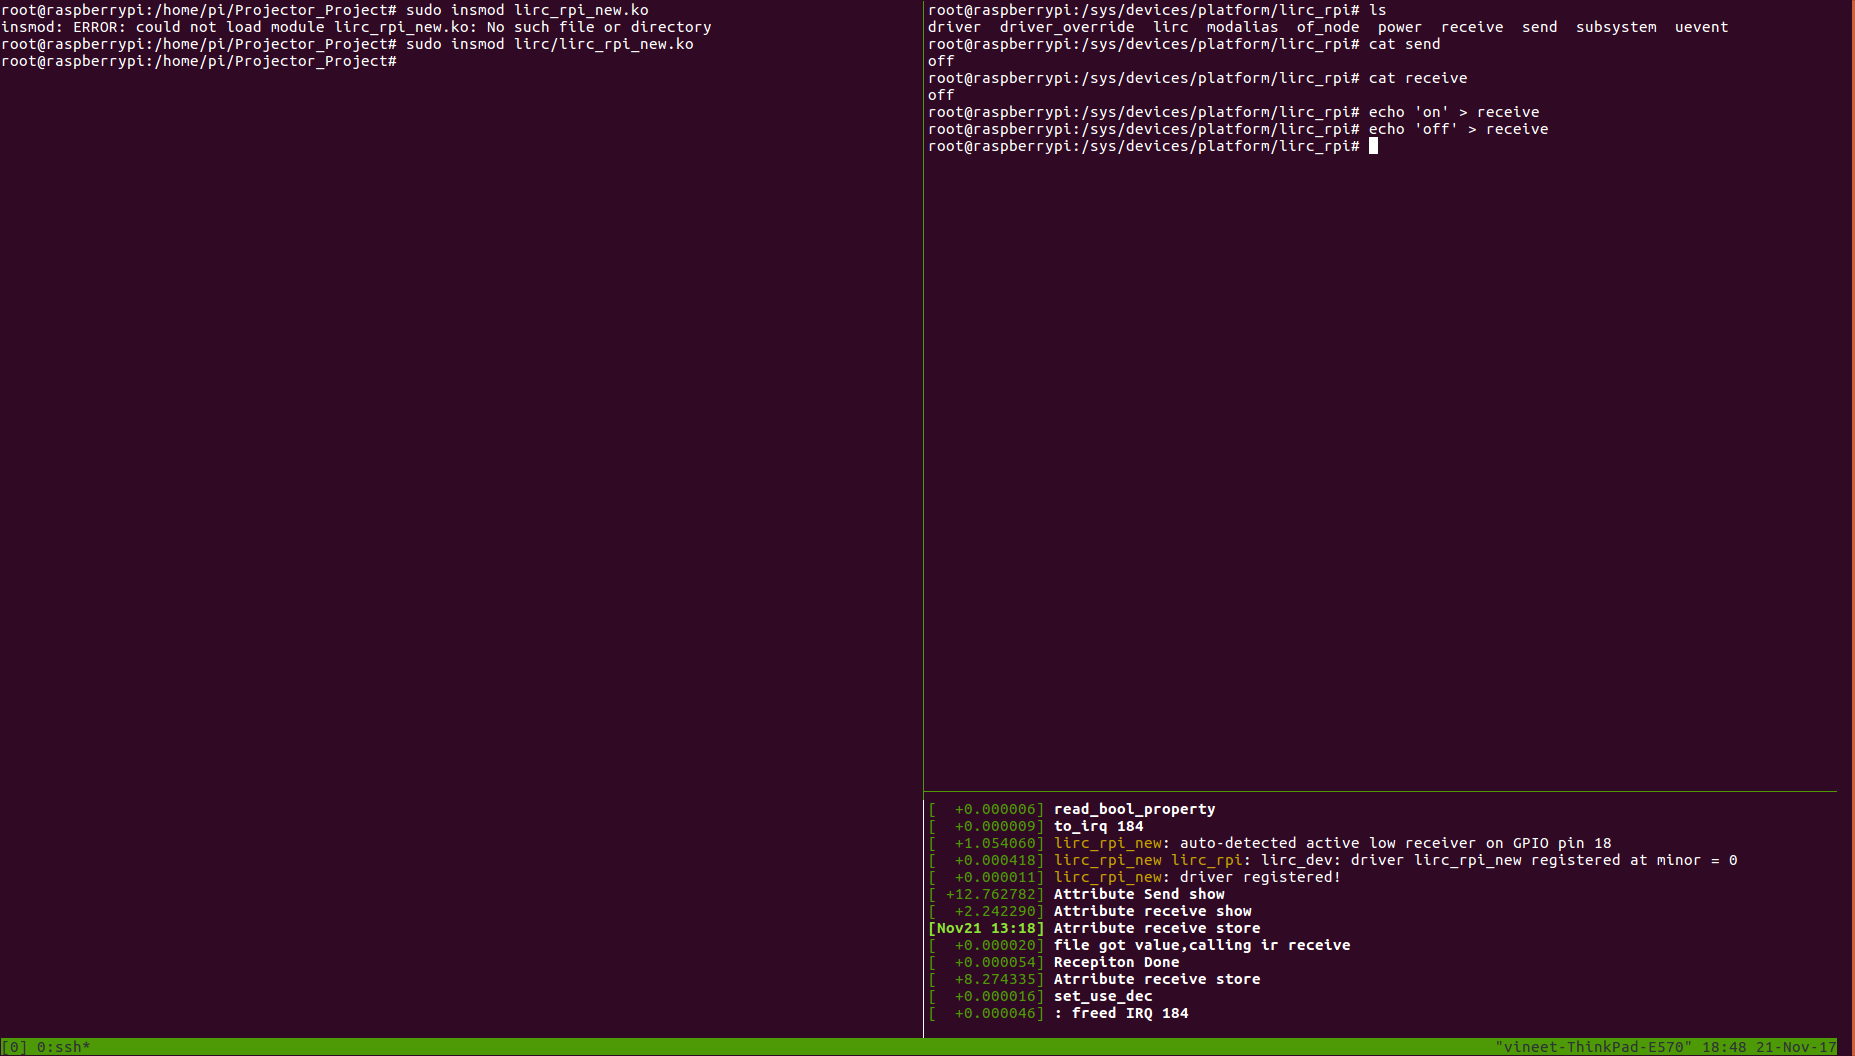 root@raspberrypi:/home/pi/Projector_Project# sudo insmod lirc_rpi_new.ko
insmod: ERROR: could not load module lirc_rpi_new.ko: No such file or directory
root@raspberrypi:/home/pi/Projector_Project# sudo insmod lirc/lirc_rpi_new.ko
root@raspberrypi:/home/pi/Projector_Project#
root@raspberrypi:/sys/devices/platform/lirc_rpi# ls
driver  driver_override  lirc  modalias  of_node  power  receive  send  subsystem  uevent
root@raspberrypi:/sys/devices/platform/lirc_rpi# cat send
off
root@raspberrypi:/sys/devices/platform/lirc_rpi# cat receive
off
root@raspberrypi:/sys/devices/platform/lirc_rpi# echo 'on' > receive
root@raspberrypi:/sys/devices/platform/lirc_rpi# echo 'off' > receive
root@raspberrypi:/sys/devices/platform/lirc_rpi#
[  +0.000006] read_bool_property
[  +0.000009] to_irq 184
[  +1.054060] lirc_rpi_new: auto-detected active low receiver on GPIO pin 18
[  +0.000418] lirc_rpi_new lirc_rpi: lirc_dev: driver lirc_rpi_new registered at minor = 0
[  +0.000011] lirc_rpi_new: driver registered!
[ +12.762782] Attribute Send show
[  +2.242290] Attribute receive show
[Nov21 13:18] Atrribute receive store
[  +0.000020] file got value,calling ir receive
[  +0.000054] Recepiton Done
[  +8.274335] Atrribute receive store
[  +0.000016] set_use_dec
[  +0.000046] : freed IRQ 184
[0] 0:ssh*
"vineet-ThinkPad-E570" 18:48 21-Nov-17